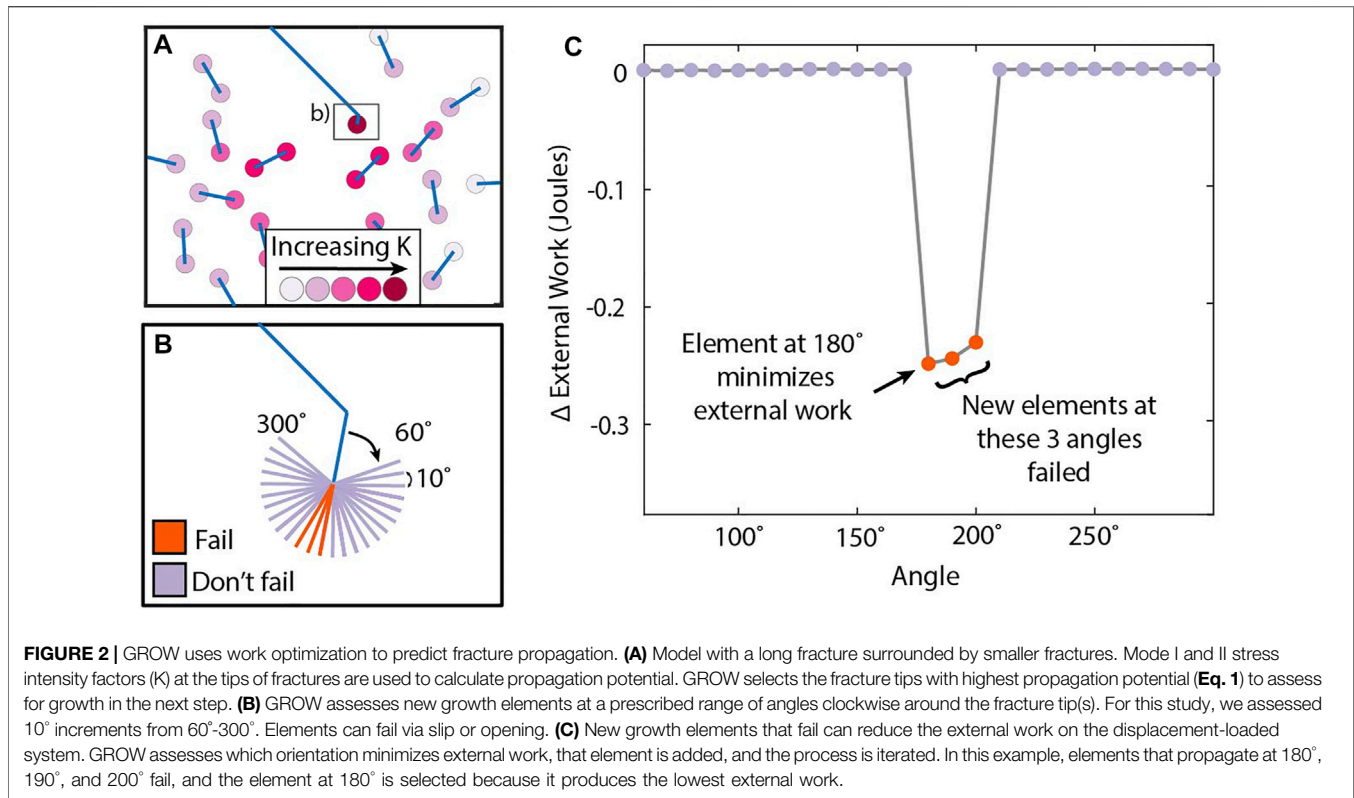 A
b)
Increasing K
B
300°
60°
10°
Fail
Don't fail
C
0
-0.1
-0.2
-0.3
Δ External Work (Joules)
Element at 180°
minimizes
external work
New elements at
these 3 angles
failed
100°
150°
200°
250°
Angle
FIGURE 2 | GROW uses work optimization to predict fracture propagation. (A) Model with a long fracture surrounded by smaller fractures. Mode I and II stress
intensity factors (K) at the tips of fractures are used to calculate propagation potential. GROW selects the fracture tips with highest propagation potential (Eq. 1) to assess
for growth in the next step. (B) GROW assesses new growth elements at a prescribed range of angles clockwise around the fracture tip(s). For this study, we assessed
10° increments from 60°-300°. Elements can fail via slip or opening. (C) New growth elements that fail can reduce the external work on the displacement-loaded
system. GROW assesses which orientation minimizes external work, that element is added, and the process is iterated. In this example, elements that propagate at 180°,
190°, and 200° fail, and the element at 180° is selected because it produces the lowest external work.